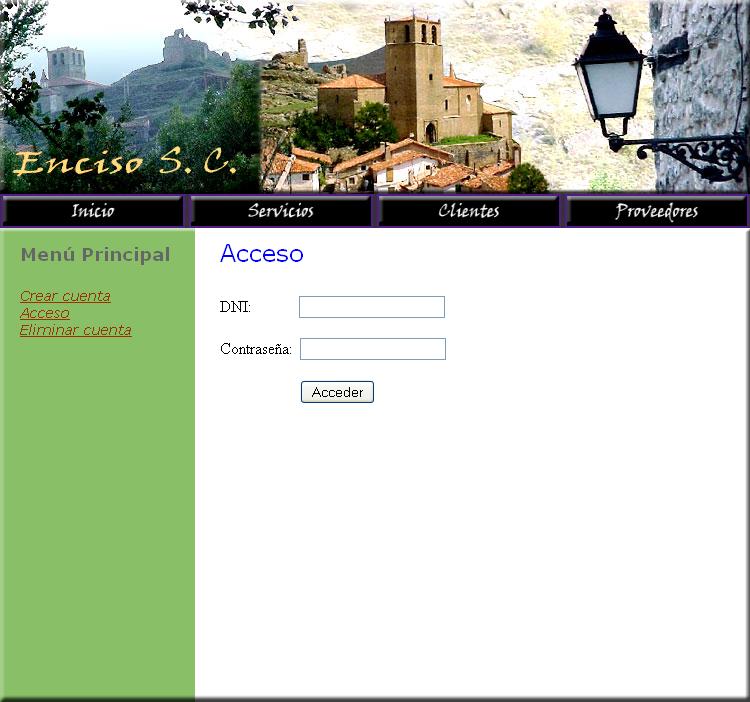 Enciso S. C.
Inicio Servicios Clientes Proveedores
Menú Principal
Crear cuenta
Acceso
Eliminar cuenta
Acceso
DNI:
Contraseña:
Acceder